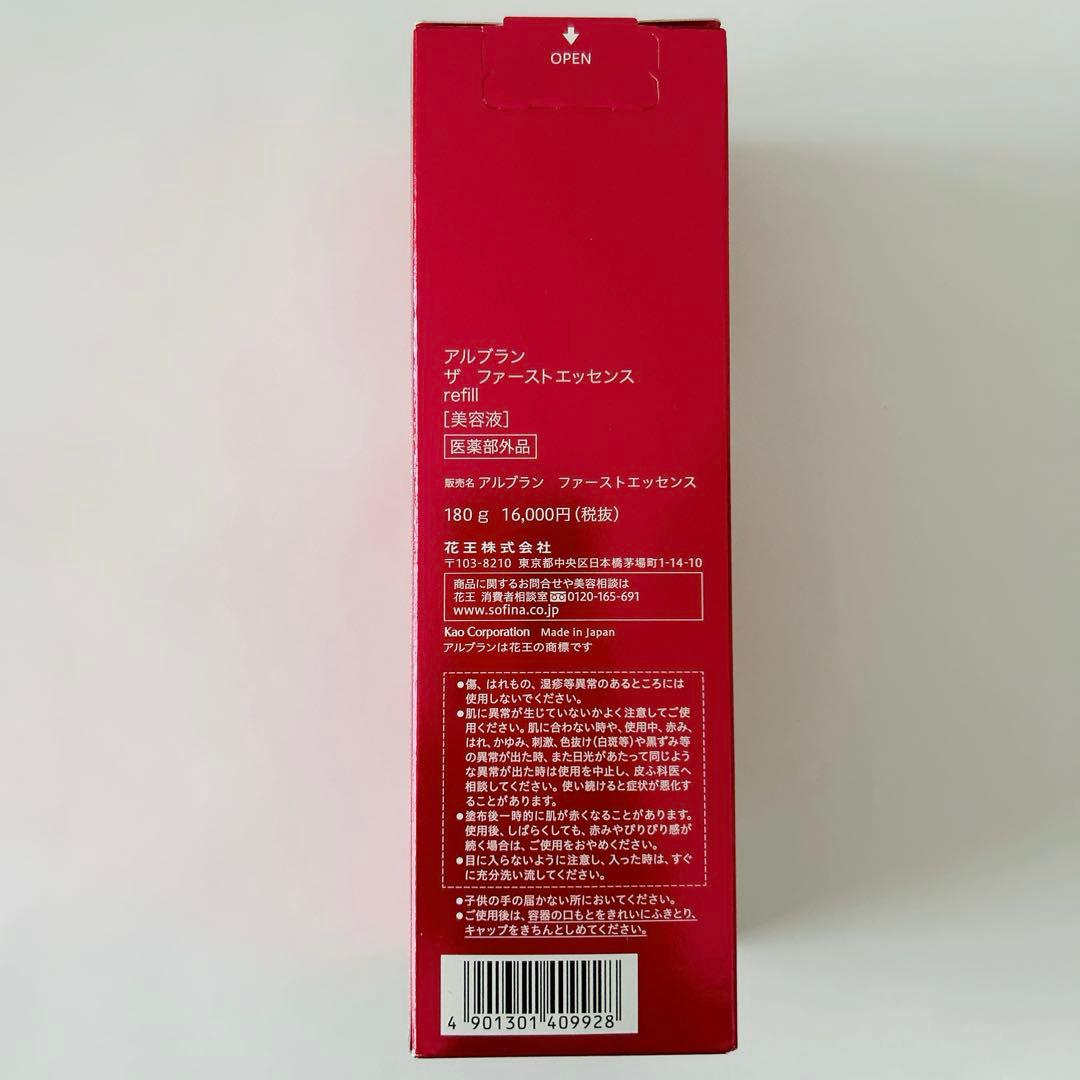 OPEN
アルブラン
ザ ファーストエッセンス
refill
[美容液]
医薬部外品
販売名 アルブラン ファーストエッセンス
180g 16,000円(税抜)
花王株式会社
〒103-8210 東京都中央区日本橋茅場町1-14-10
商品に関するお問合せや美容相談は
花王 消費者相談室 0120-165-691
www.sofina.co.jp
Kao Corporation Made in Japan
アルブランは花王の商標です
●傷、はれもの、湿疹等異常のあるところには
使用しないでください。
●肌に異常が生じていないかよく注意してご使
用ください。肌に合わない時や、使用中、赤み、
はれ、かゆみ、刺激、色抜け(白斑等)や黒ずみ等
の異常が出た時、また日光があたって同じよう
な異常が出た時は使用を中止し、皮ふ科医へ
相談してください。使い続けると症状が悪化す
ることがあります。
●塗布後一時的に肌が赤くなることがあります。
使用後、しばらくしても、赤みやぴりぴり感が
続く場合は、ご使用をおやめください。
●目に入らないように注意し、入った時は、すぐ
に充分洗い流してください。
●子供の手の届かない所においてください。
●ご使用後は、容器の口もとをきれいにふきとり、
キャップをきちんとしめてください。
4 901301 409928